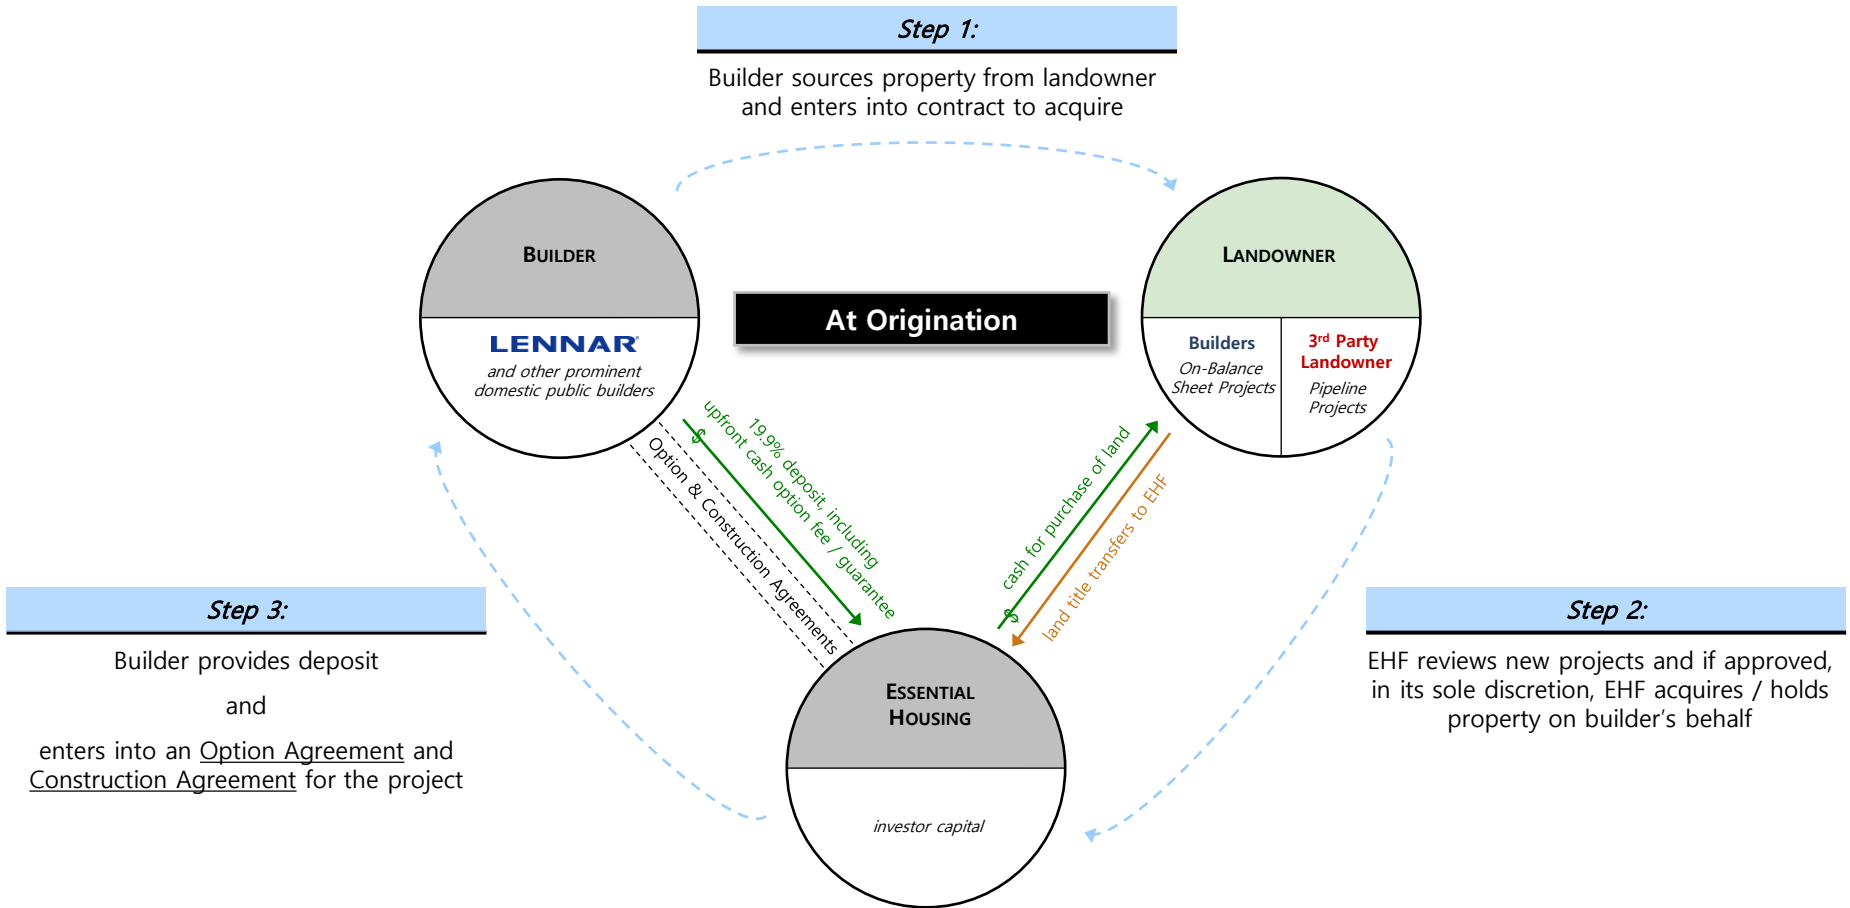 Step 1:
Builder sources property from landowner
and enters into contract to acquire
BUILDER
LENNAR
and other prominent
domestic public builders
At Origination
LANDOWNER
Builders
On-Balance
Sheet Projects
3rd Party
Landowner
Pipeline
Projects
19.9% deposit, including
upfront cash option fee / guarantee
$
Option & Construction Agreements
cash for purchase of land
$
land title transfers to EHF
Step 3:
Builder provides deposit
and
enters into an Option Agreement and
Construction Agreement for the project
ESSENTIAL
HOUSING
investor capital
Step 2:
EHF reviews new projects and if approved,
in its sole discretion, EHF acquires / holds
property on builder's behalf